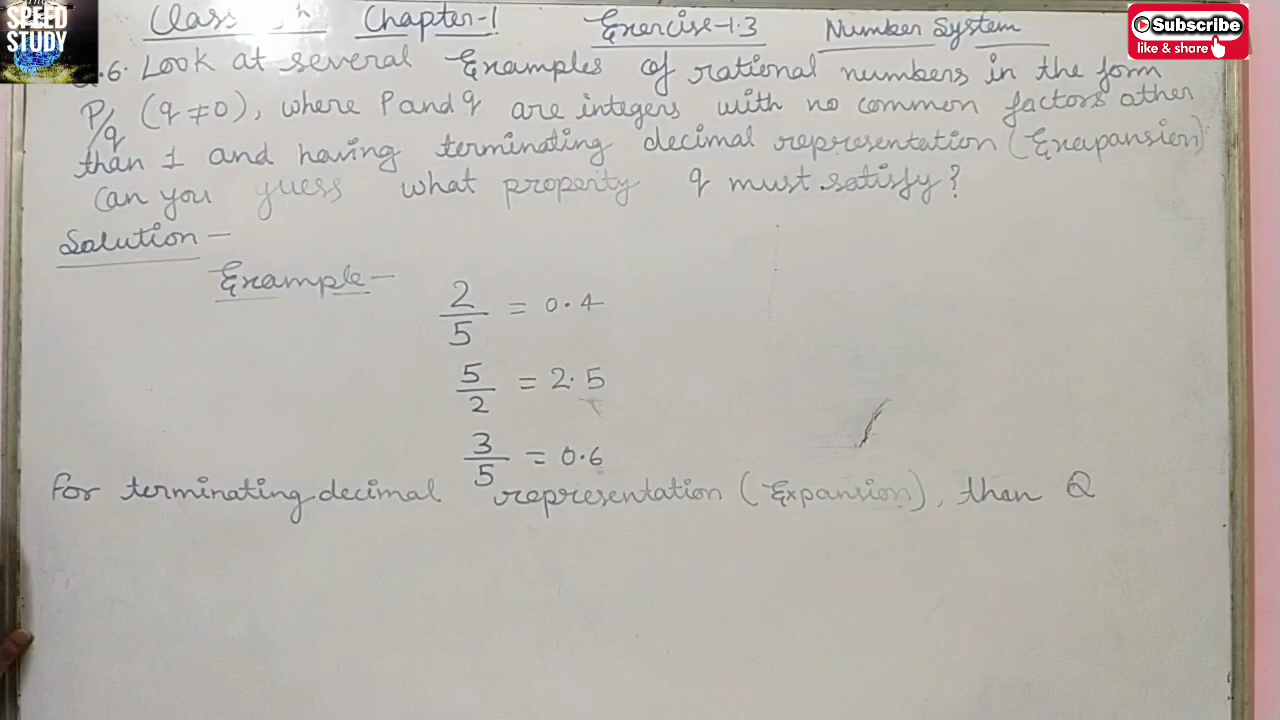 SPEED
STUDY
Subscribe
like & share
Class Chapter-1 Exercise-1.3 Number System
.6. Look at several Examples of rational numbers in the form
P/q (q ≠ 0), where P and q are integers with no common factors other
than 1 and having terminating decimal representation (Exapansion)
Can you guess what property q must satisfy?
Solution -
Example -
2/5 = 0.4
5/2 = 2.5
3/5 = 0.6
For terminating decimal representation (Expansion), then Q